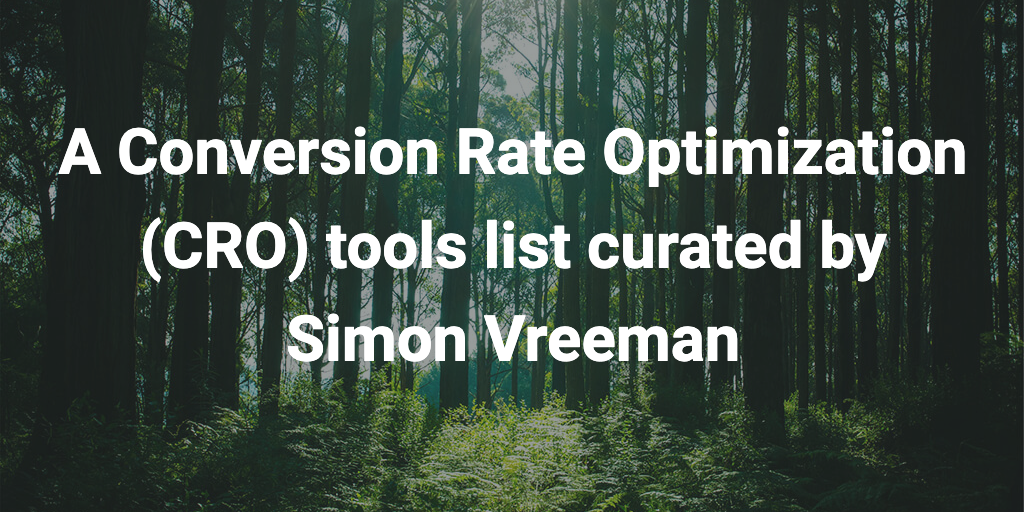 A Conversion Rate Optimization
(CRO) tools list curated by
Simon Vreeman